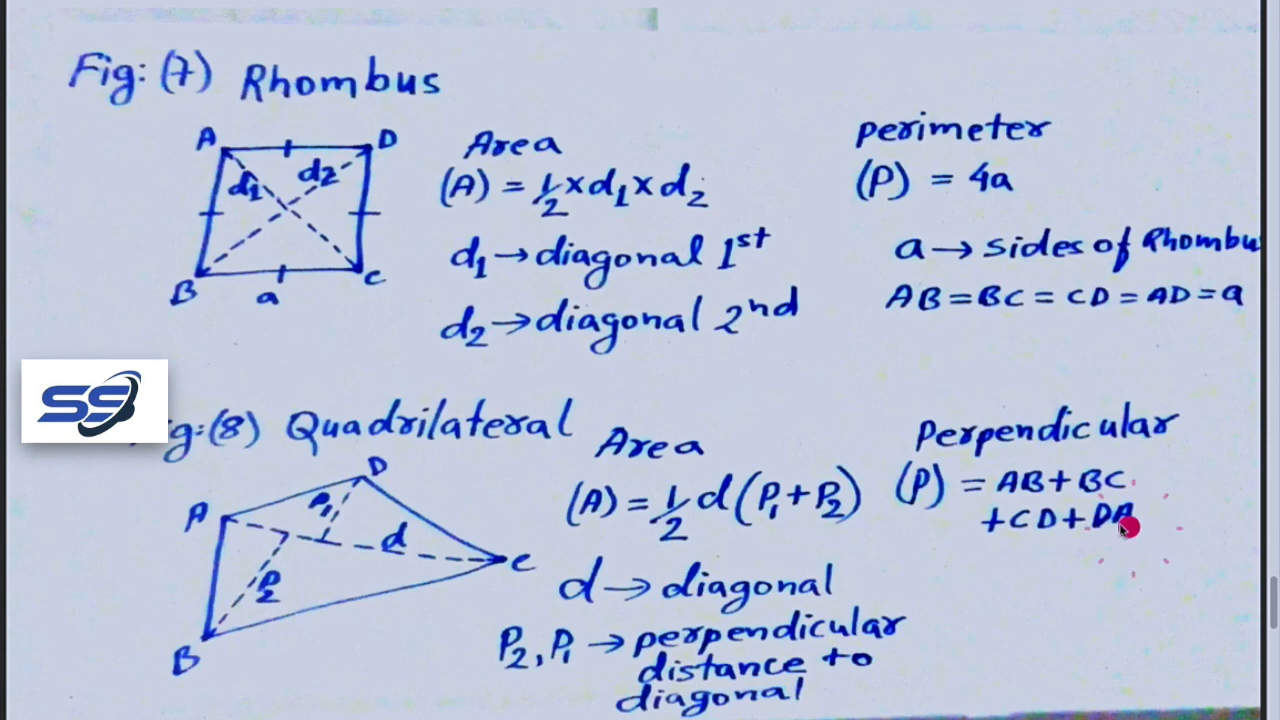 Fig: (7) Rhombus
A
D
d1
d2
B
a
C
Area
(A) = 1/2 x d1 x d2
d1 → diagonal 1st
d2 → diagonal 2nd
perimeter
(P) = 4a
a → sides of Rhombu
AB = BC = CD = AD = a
SS
ig:(8) Quadrilateral
D
A
P1
d
C
P2
B
Area
(A) = 1/2 d (P1 + P2)
d → diagonal
P2, P1 → perpendicular
distance to
diagonal
Perpendicular
(P) = AB + BC
+ CD + DA